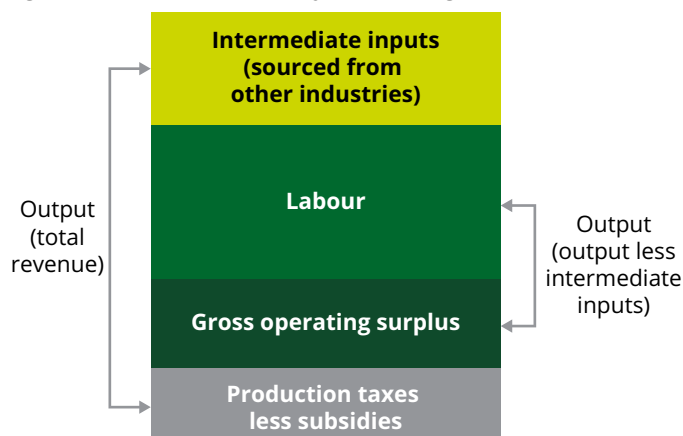 Intermediate inputs
(sourced from
other industries)
Labour
Output
(total
revenue)
Output
(output less
intermediate
inputs)
Gross operating surplus
Production taxes
less subsidies